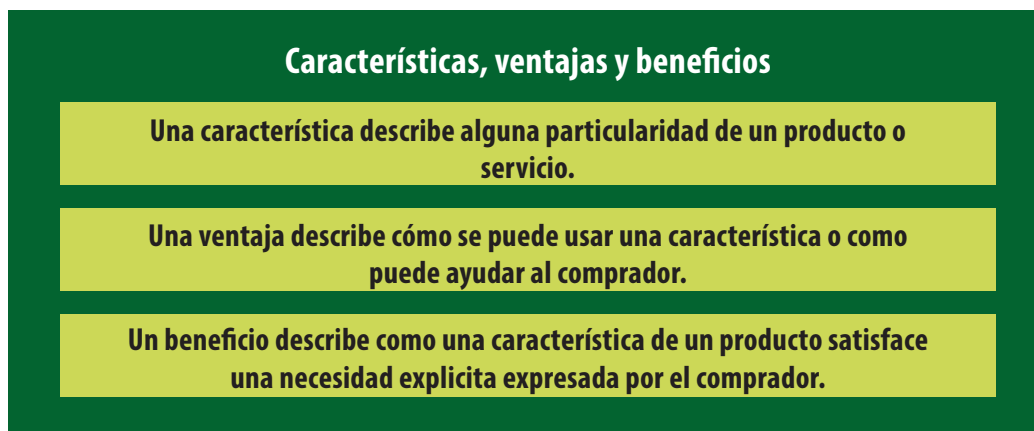 Características, ventajas y beneficios
Una característica describe alguna particularidad de un producto o
servicio.
Una ventaja describe cómo se puede usar una característica o como
puede ayudar al comprador.
Un beneficio describe como una característica de un producto satisface
una necesidad explicita expresada por el comprador.